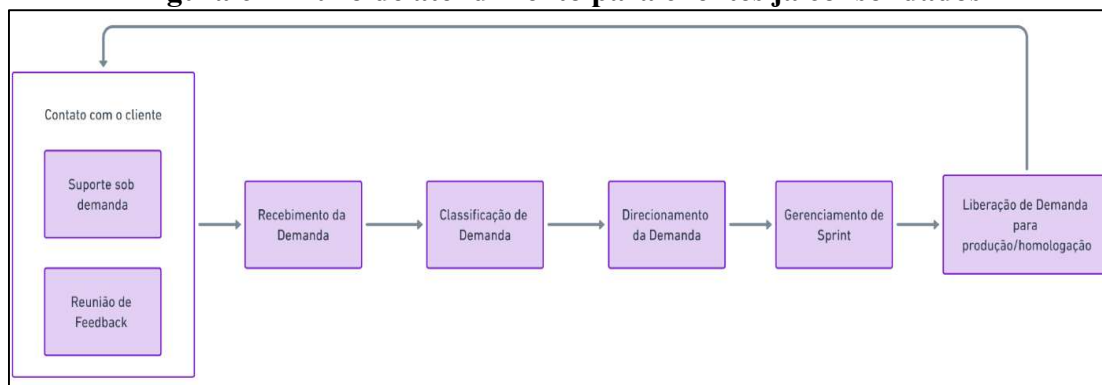 Contato com o cliente
Suporte sob
demanda
Reunião de
Feedback
Recebimento da
Demanda
Classificação de
Demanda
Direcionamento
da Demanda
Gerenciamento de
Sprint
Liberação de Demanda
para
produção/homologação